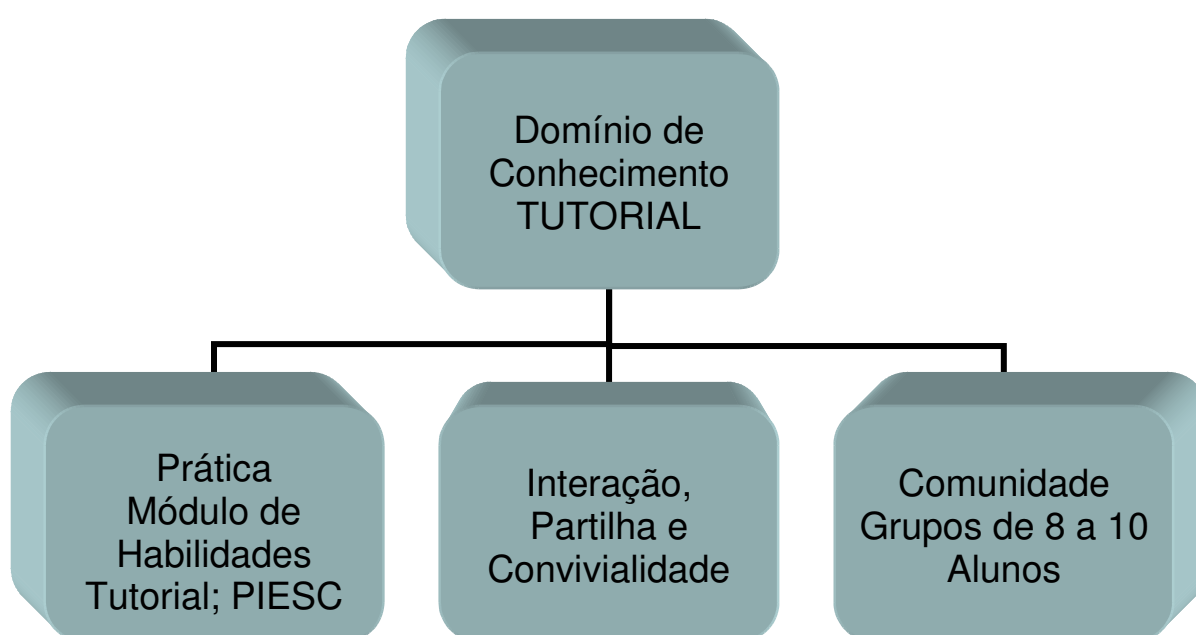 Domínio de
Conhecimento
TUTORIAL
Prática
Módulo de
Habilidades
Tutorial; PIESC
Interação,
Partilha e
Convivialidade
Comunidade
Grupos de 8 a 10
Alunos